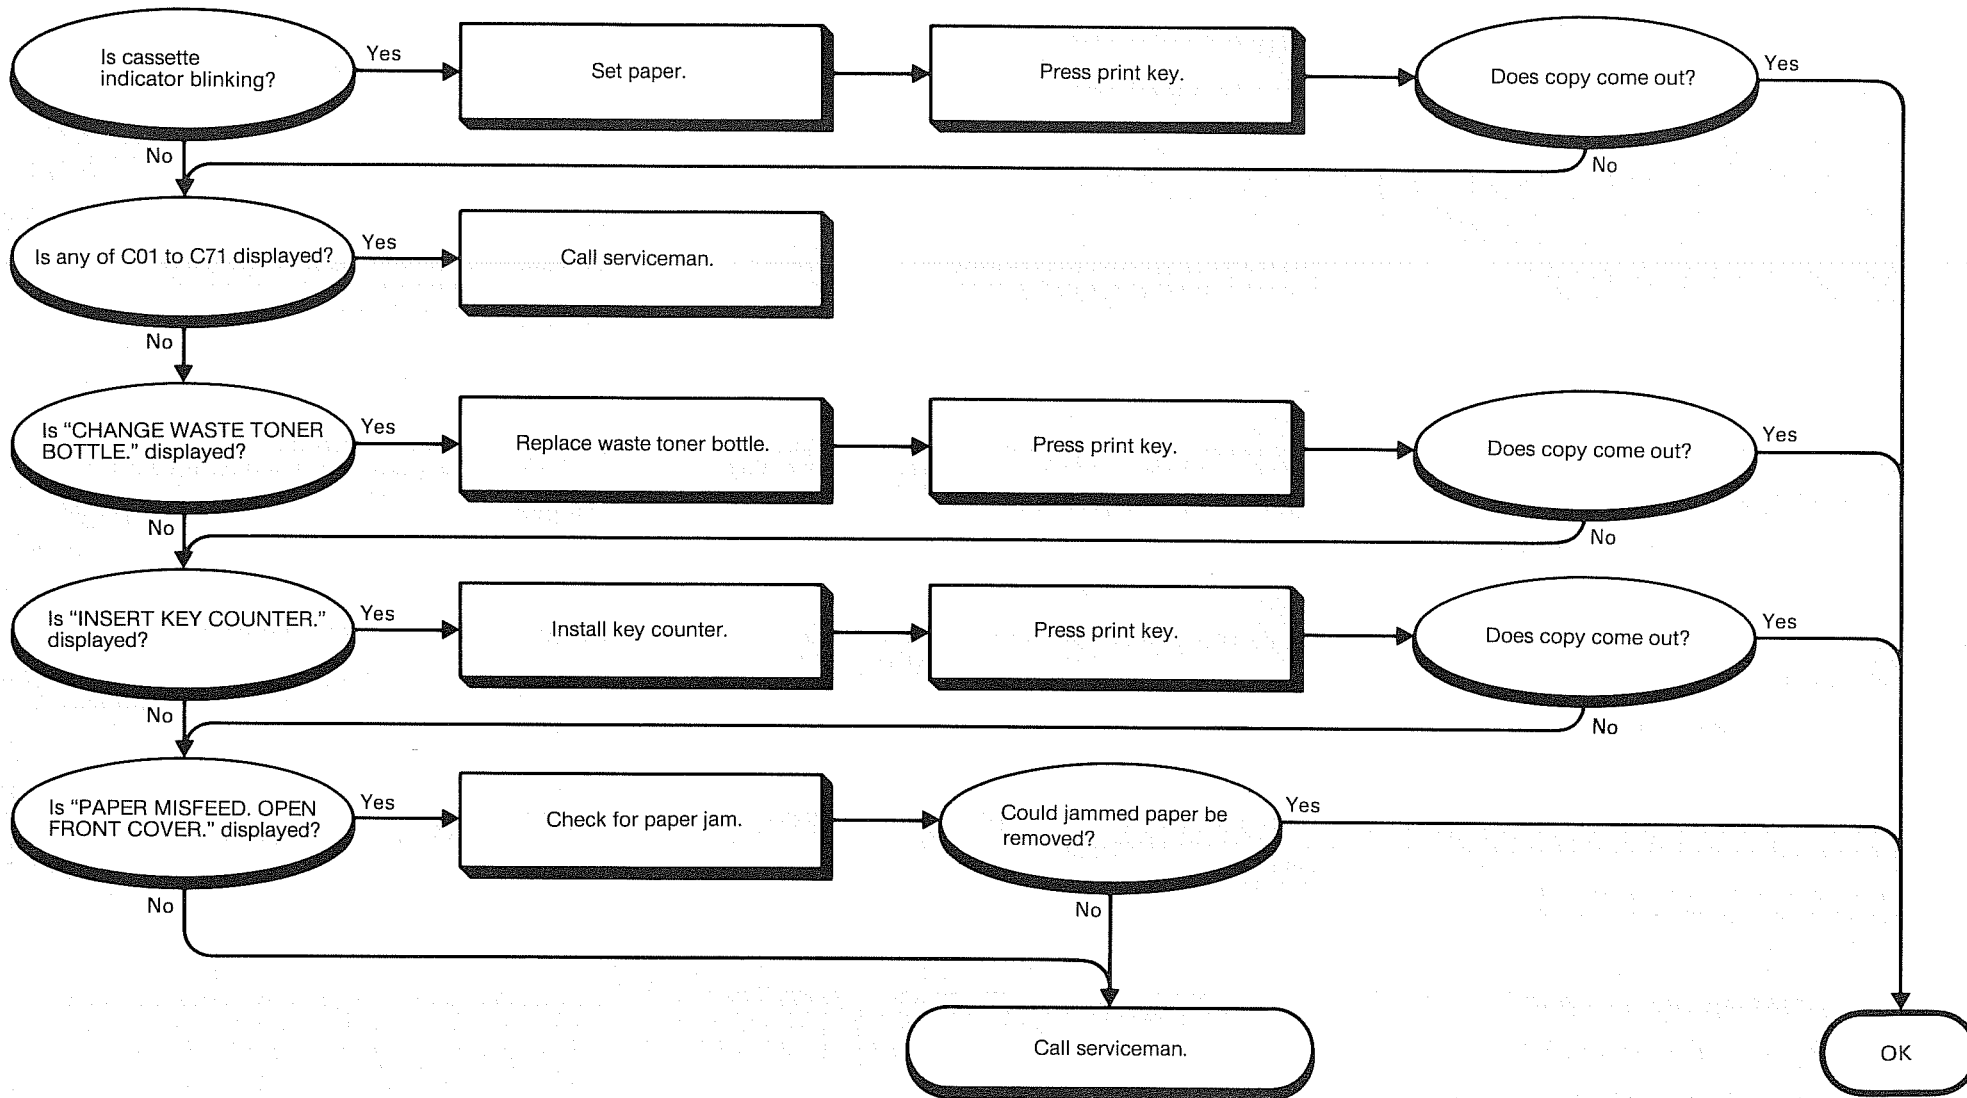 Is cassette
indicator blinking?
Yes
Set paper.
Press print key.
Does copy come out?
Yes
No
No
Is any of C01 to C71 displayed?
Yes
Call serviceman.
No
Is “CHANGE WASTE TONER
BOTTLE.” displayed?
Yes
Replace waste toner bottle.
Press print key.
Does copy come out?
Yes
No
No
Is “INSERT KEY COUNTER.”
displayed?
Yes
Install key counter.
Press print key.
Does copy come out?
Yes
No
No
Is “PAPER MISFEED. OPEN
FRONT COVER.” displayed?
Yes
Check for paper jam.
Could jammed paper be
removed?
Yes
No
No
Call serviceman.
OK